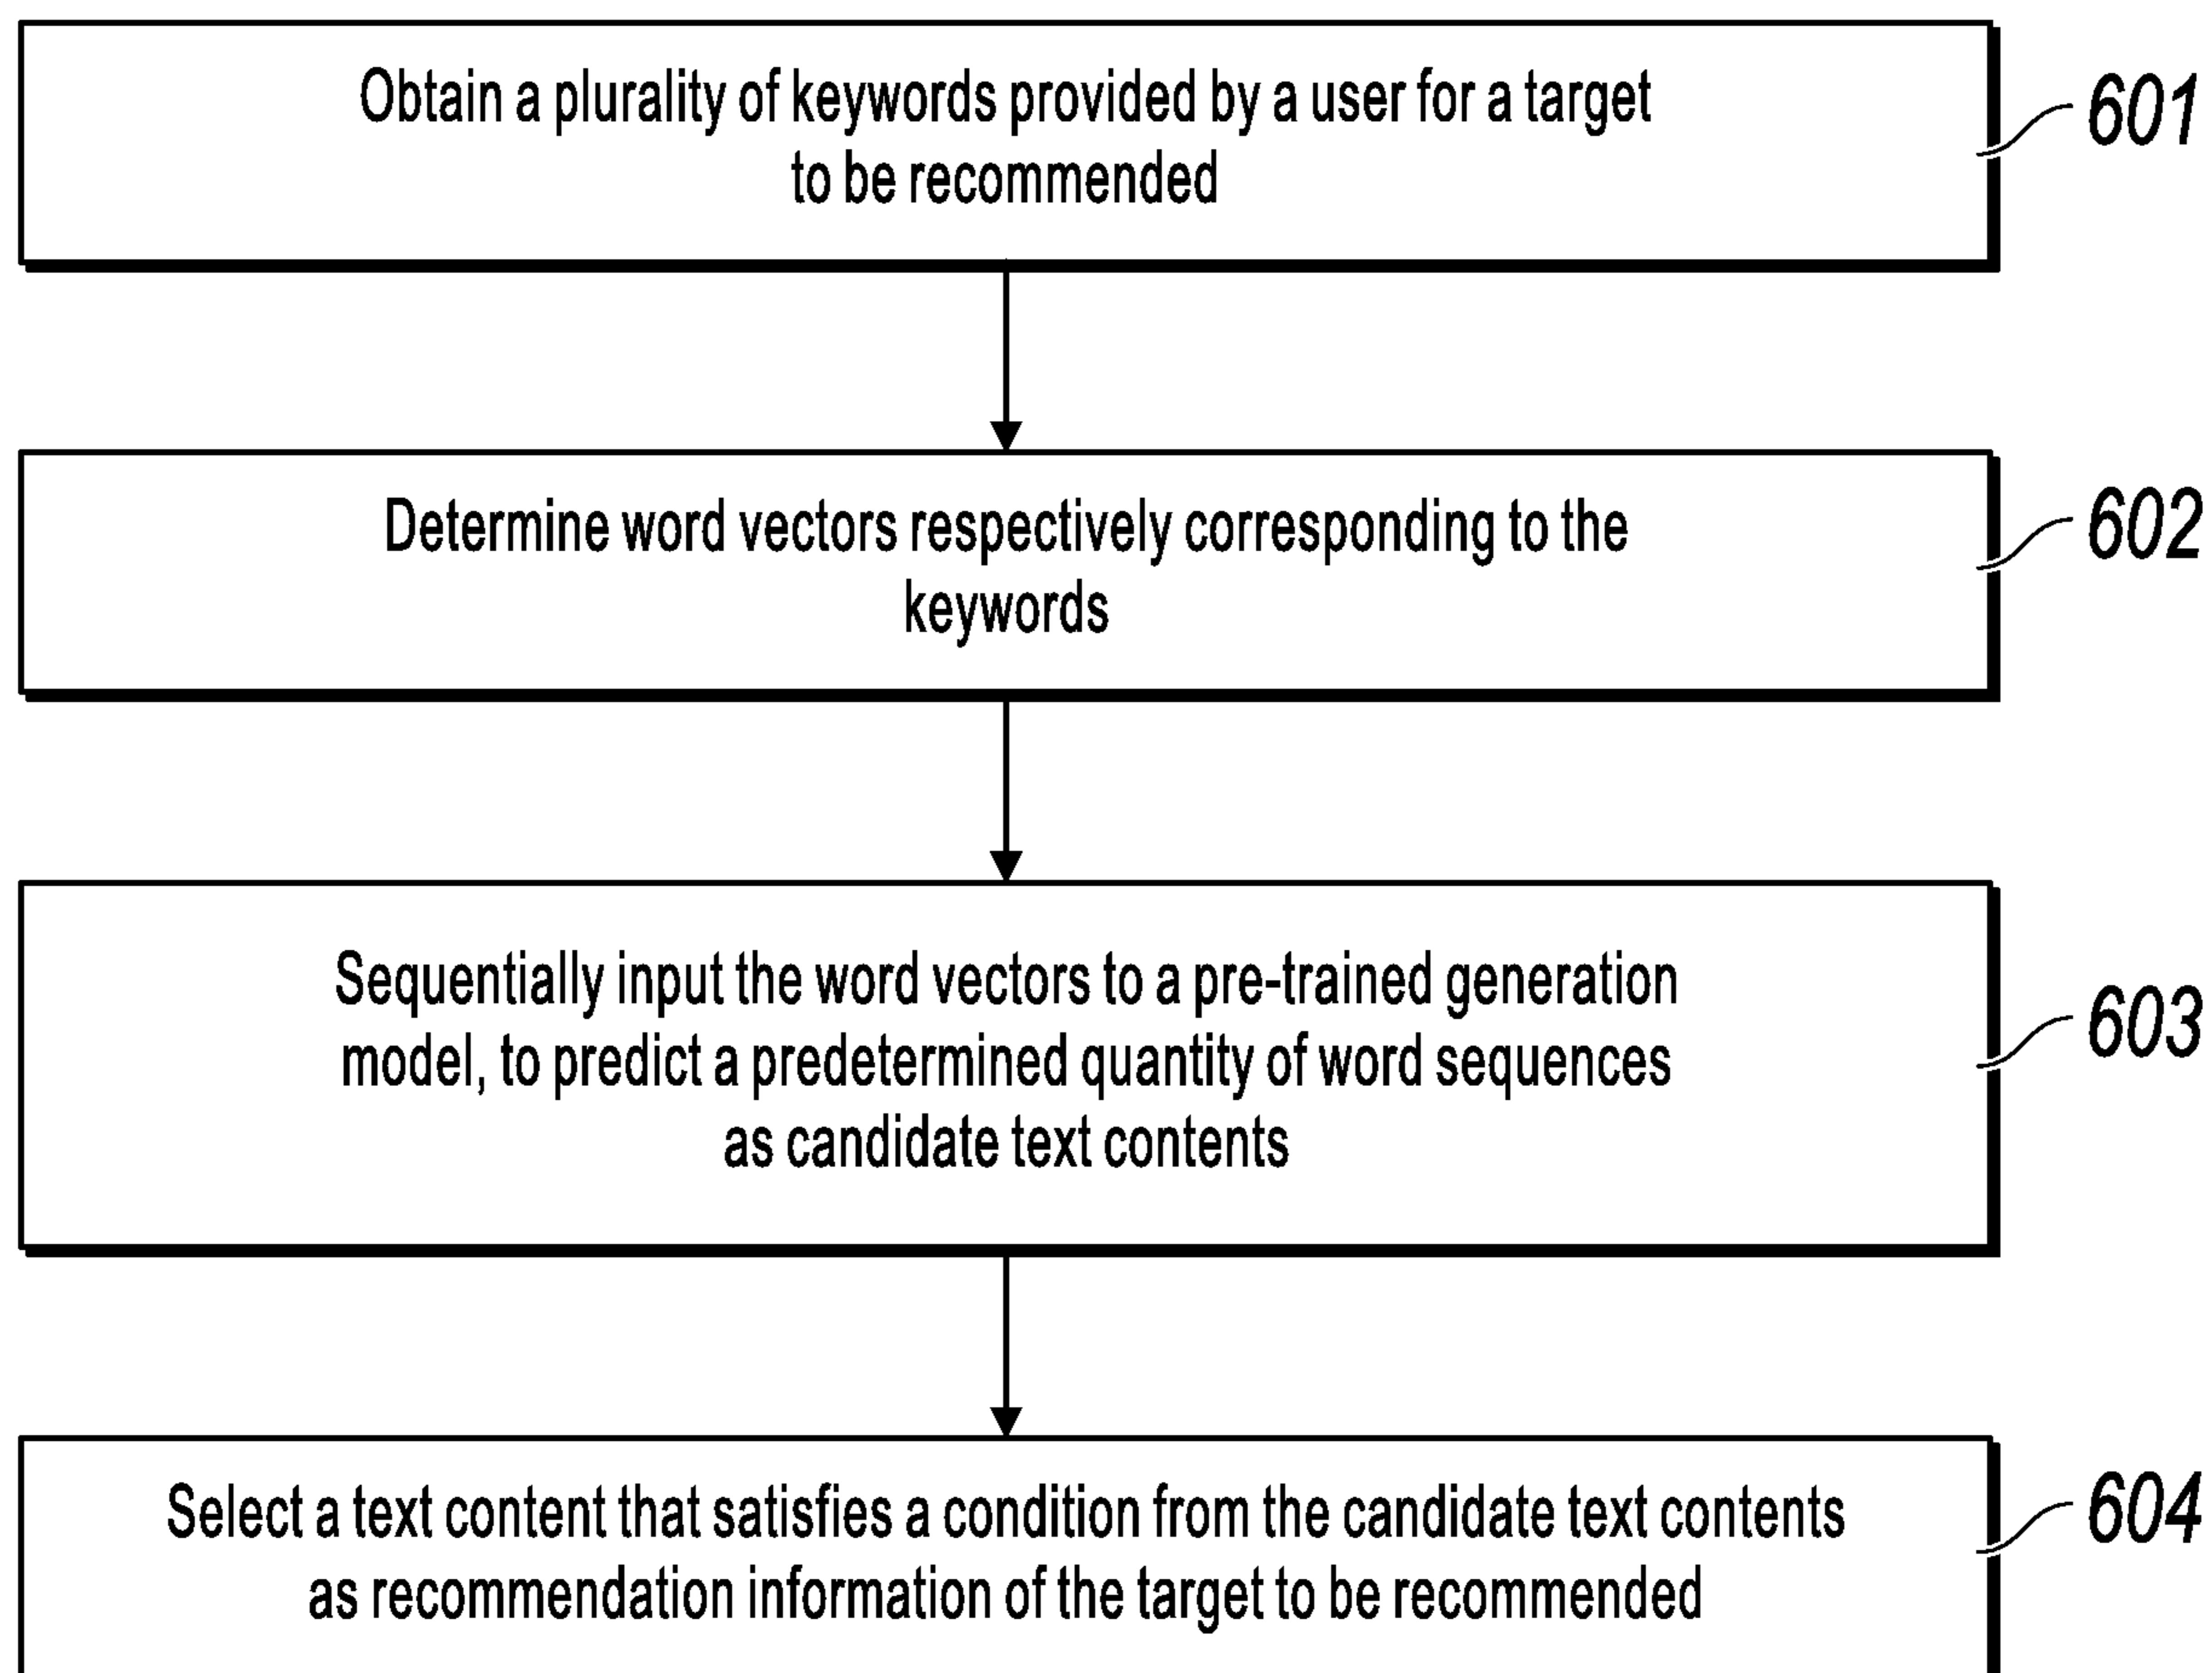 Obtain a plurality of keywords provided by a user for a target
to be recommended
601
Determine word vectors respectively corresponding to the
keywords
602
Sequentially input the word vectors to a pre-trained generation
model, to predict a predetermined quantity of word sequences
as candidate text contents
603
Select a text content that satisfies a condition from the candidate text contents
as recommendation information of the target to be recommended
604